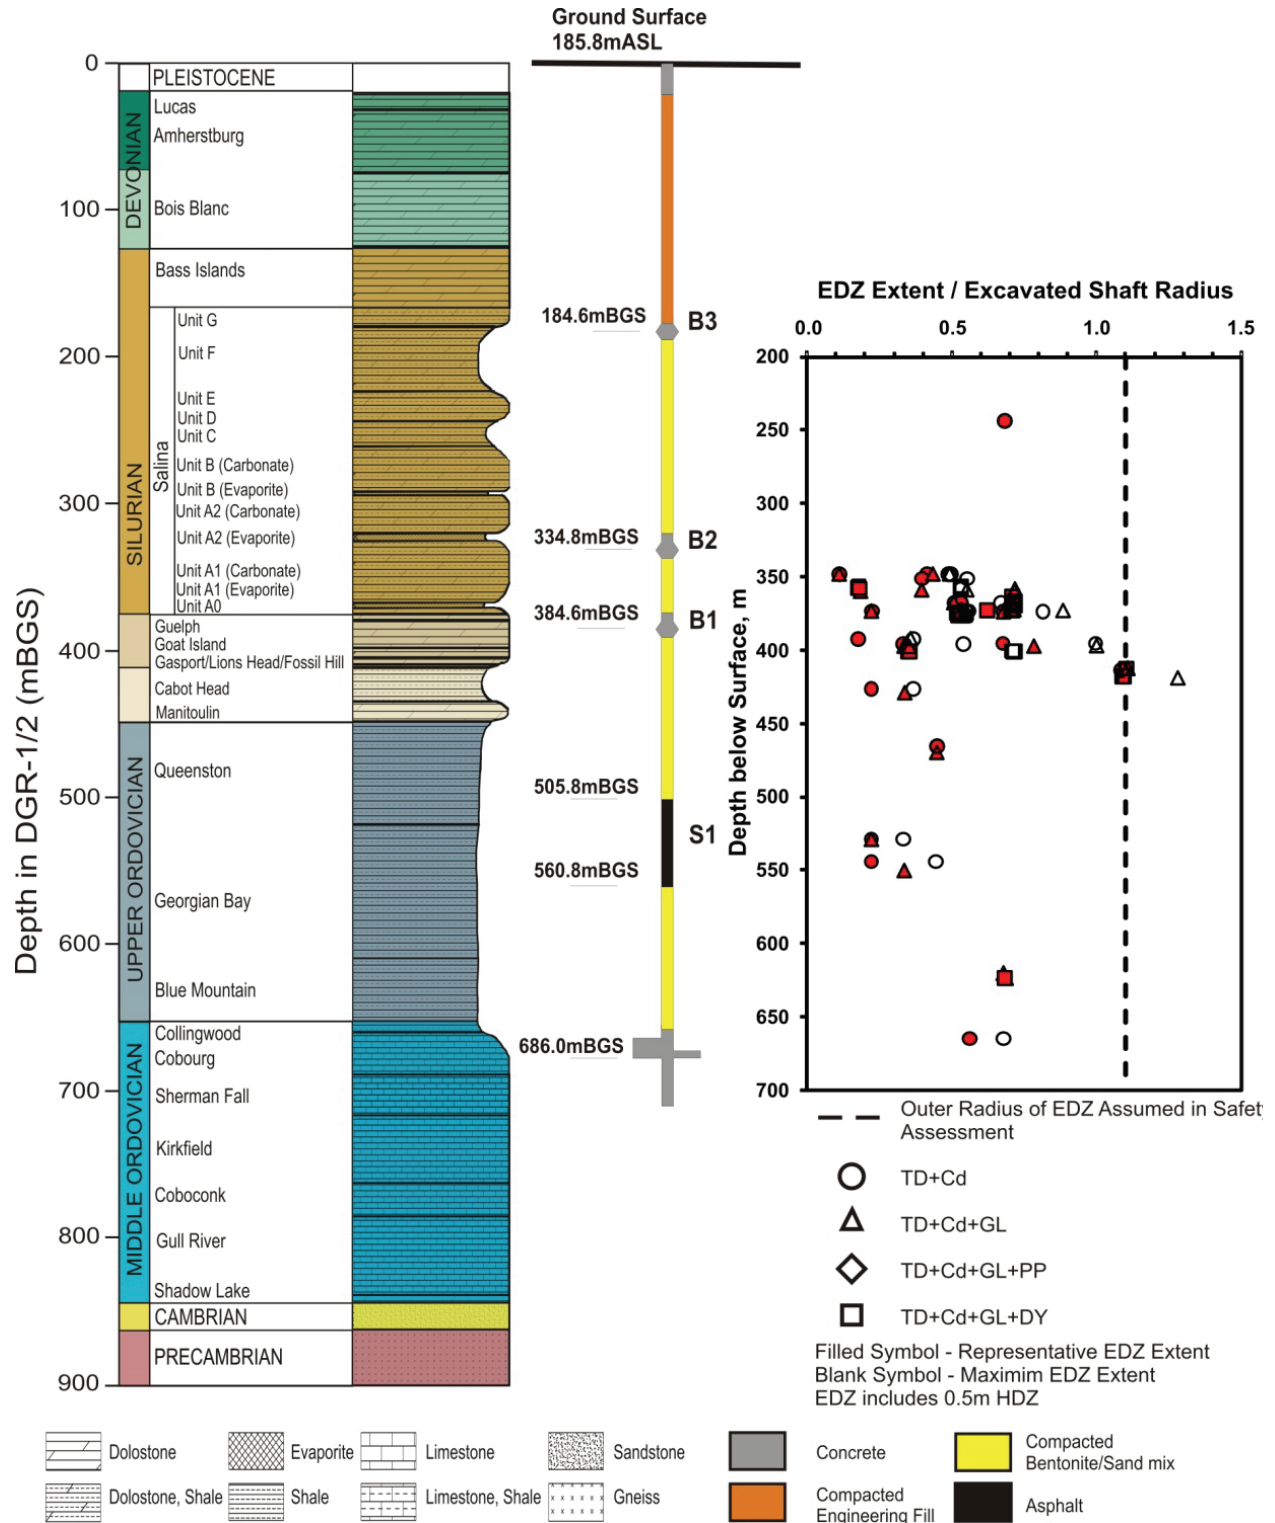 Ground Surface
185.8mASL
Depth in DGR-1/2 (mBGS)
0
100
200
300
400
500
600
700
800
900
DEVONIAN
SILURIAN
UPPER ORDOVICIAN
MIDDLE ORDOVICIAN
PLEISTOCENE
Lucas
Amherstburg
Bois Blanc
Bass Islands
Salina
Unit G
Unit F
Unit E
Unit D
Unit C
Unit B (Carbonate)
Unit B (Evaporite)
Unit A2 (Carbonate)
Unit A2 (Evaporite)
Unit A1 (Carbonate)
Unit A1 (Evaporite)
Unit A0
Guelph
Goat Island
Gasport/Lions Head/Fossil Hill
Cabot Head
Manitoulin
Queenston
Georgian Bay
Blue Mountain
Collingwood
Cobourg
Sherman Fall
Kirkfield
Coboconk
Gull River
Shadow Lake
CAMBRIAN
PRECAMBRIAN
184.6mBGS
B3
334.8mBGS
B2
384.6mBGS
B1
505.8mBGS
S1
560.8mBGS
686.0mBGS
EDZ Extent / Excavated Shaft Radius
0.0 0.5 1.0 1.5
Depth below Surface, m
200
250
300
350
400
450
500
550
600
650
700
Outer Radius of EDZ Assumed in Safety
Assessment
TD+Cd
TD+Cd+GL
TD+Cd+GL+PP
TD+Cd+GL+DY
Filled Symbol - Representative EDZ Extent
Blank Symbol - Maximim EDZ Extent
EDZ includes 0.5m HDZ
Dolostone
Evaporite
Limestone
Sandstone
Concrete
Compacted
Bentonite/Sand mix
Dolostone, Shale
Shale
Limestone, Shale
Gneiss
Compacted
Engineering Fill
Asphalt